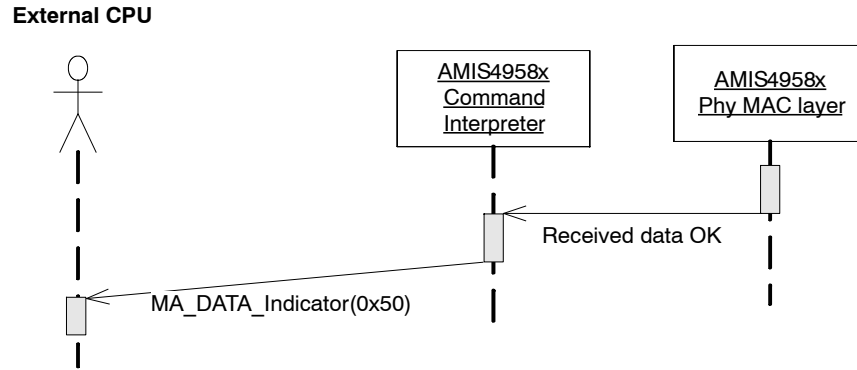 External CPU
AMIS4958x
Command
Interpreter
AMIS4958x
Phy MAC layer
Received data OK
MA_DATA_Indicator(0x50)